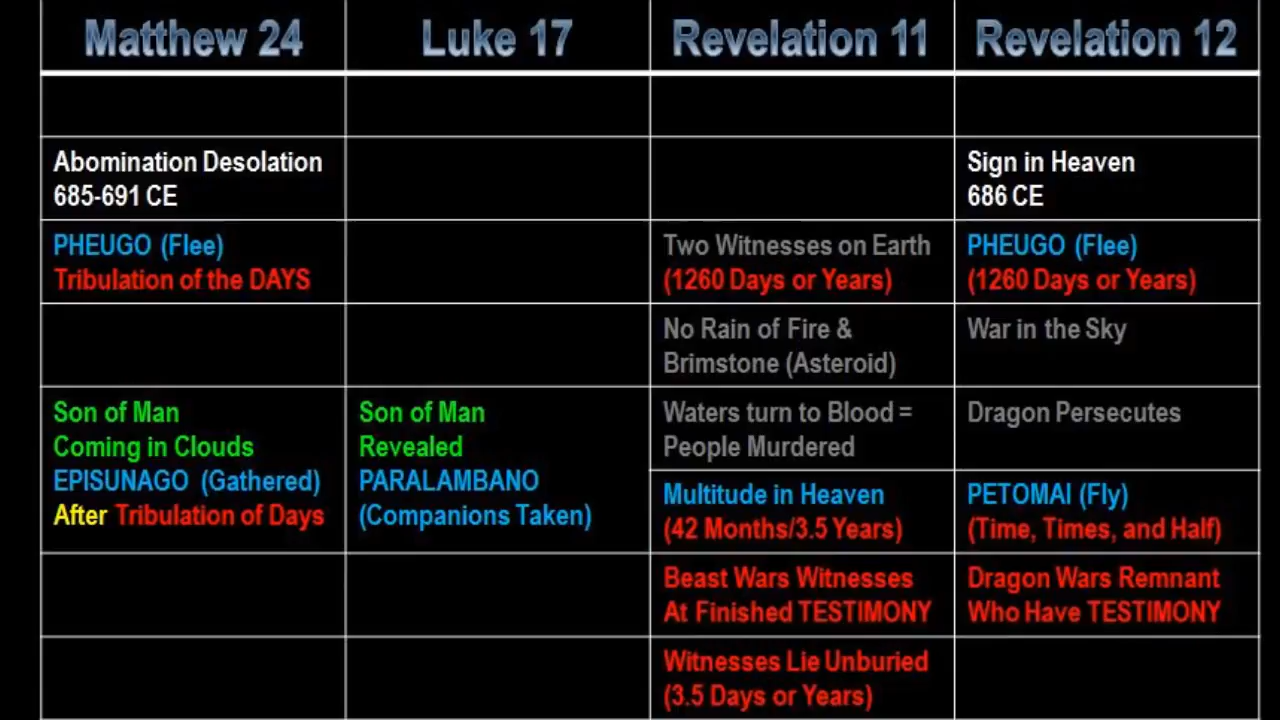 Matthew 24
Luke 17
Revelation 11
Revelation 12
Abomination Desolation
685-691 CE
Sign in Heaven
686 CE
PHEUGO (Flee)
Tribulation of the DAYS
Two Witnesses on Earth
(1260 Days or Years)
PHEUGO (Flee)
(1260 Days or Years)
No Rain of Fire &
Brimstone (Asteroid)
War in the Sky
Son of Man
Coming in Clouds
EPISUNAGO (Gathered)
After Tribulation of Days
Son of Man
Revealed
PARALAMBANO
(Companions Taken)
Waters turn to Blood =
People Murdered
Dragon Persecutes
Multitude in Heaven
(42 Months/3.5 Years)
PETOMAI (Fly)
(Time, Times, and Half)
Beast Wars Witnesses
At Finished TESTIMONY
Dragon Wars Remnant
Who Have TESTIMONY
Witnesses Lie Unburied
(3.5 Days or Years)